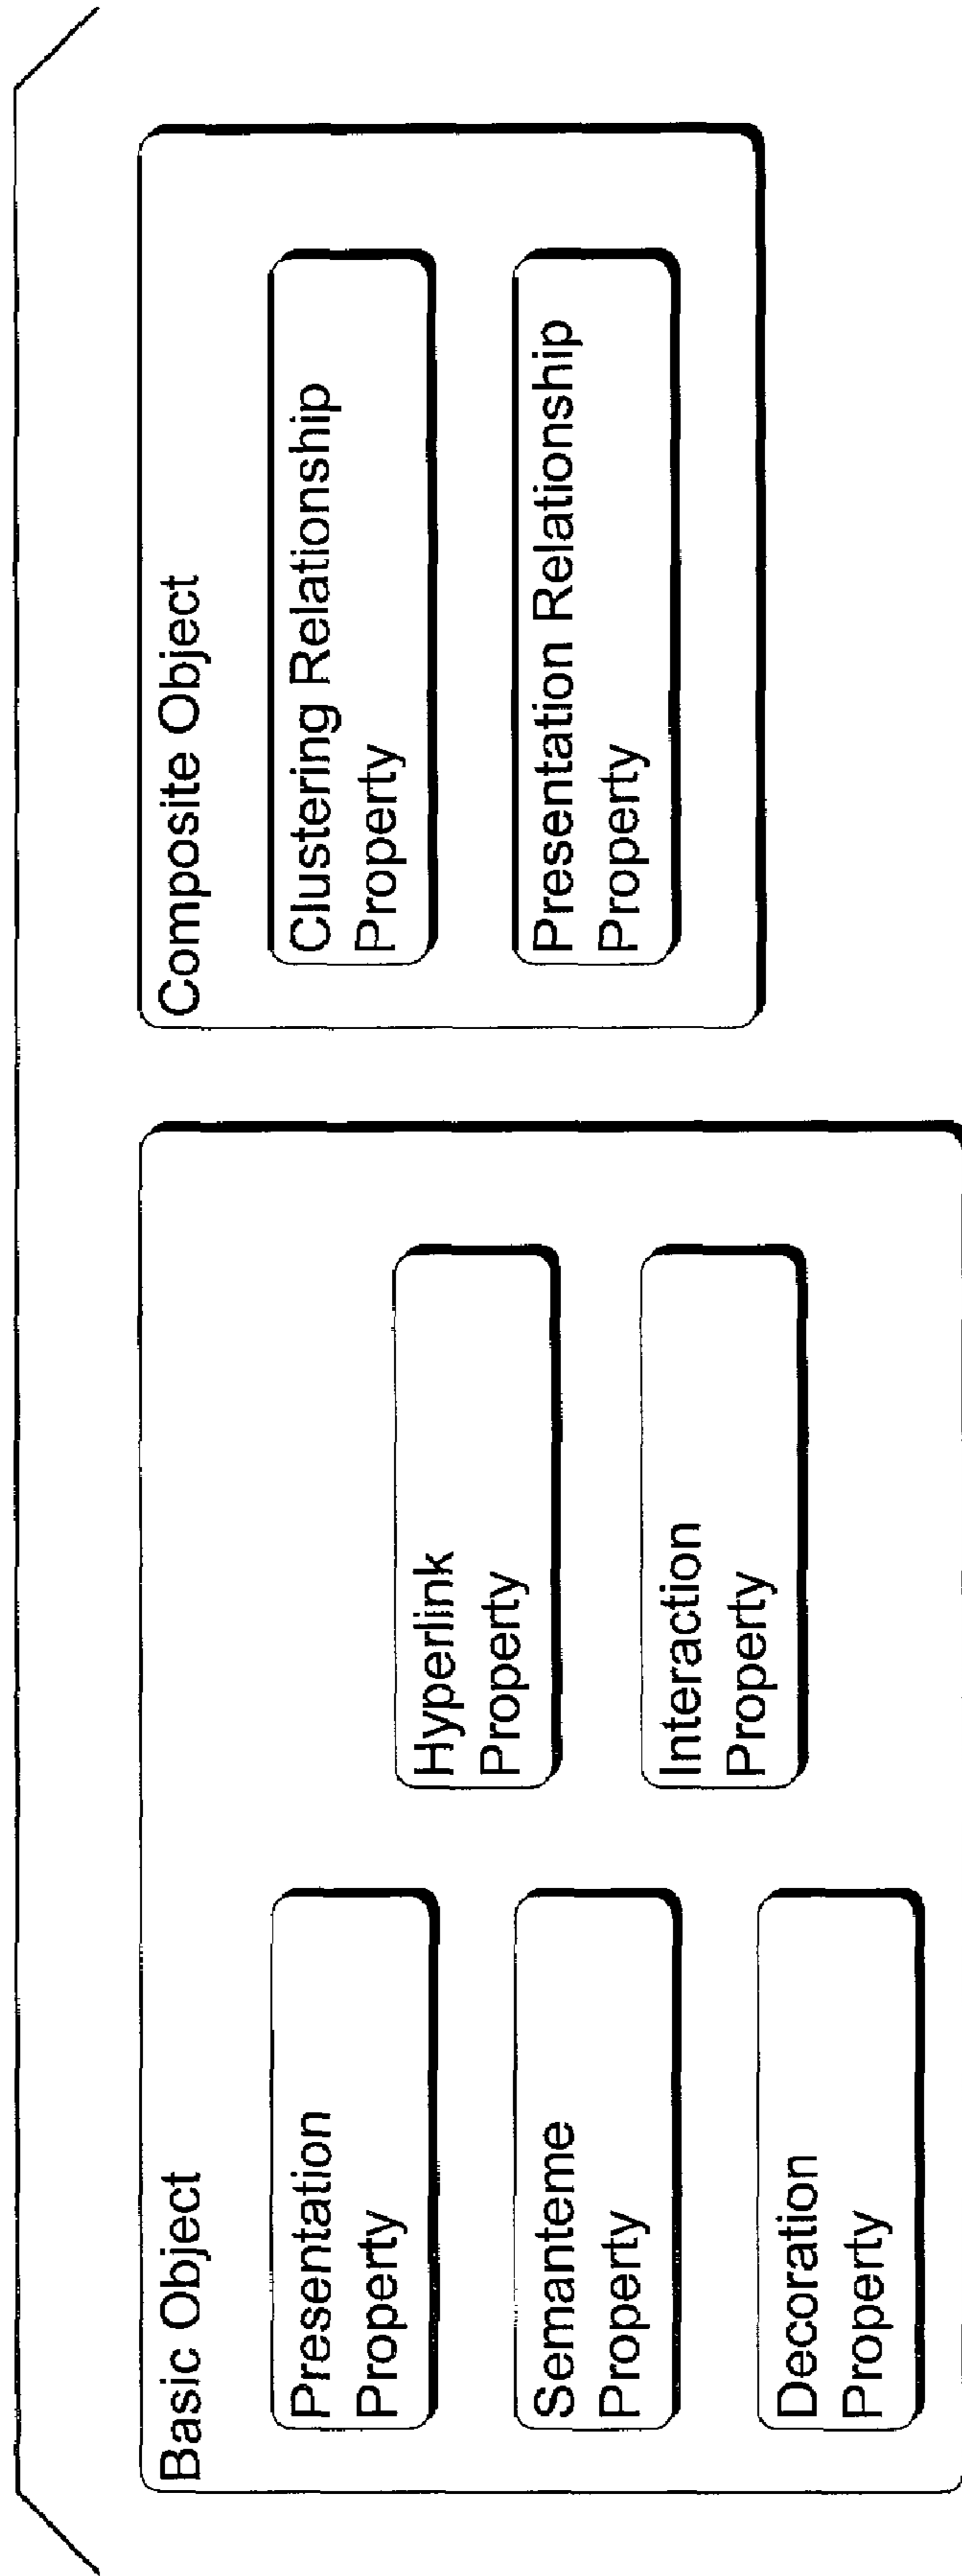 Basic Object
Presentation
Property
Semanteme
Property
Decoration
Property
Hyperlink
Property
Interaction
Property
Composite Object
Clustering Relationship
Property
Presentation Relationship
Property